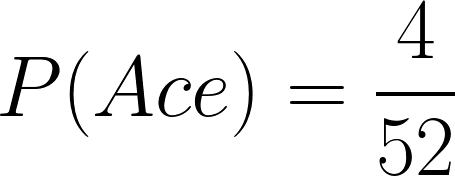 P(Ace) = 4/52